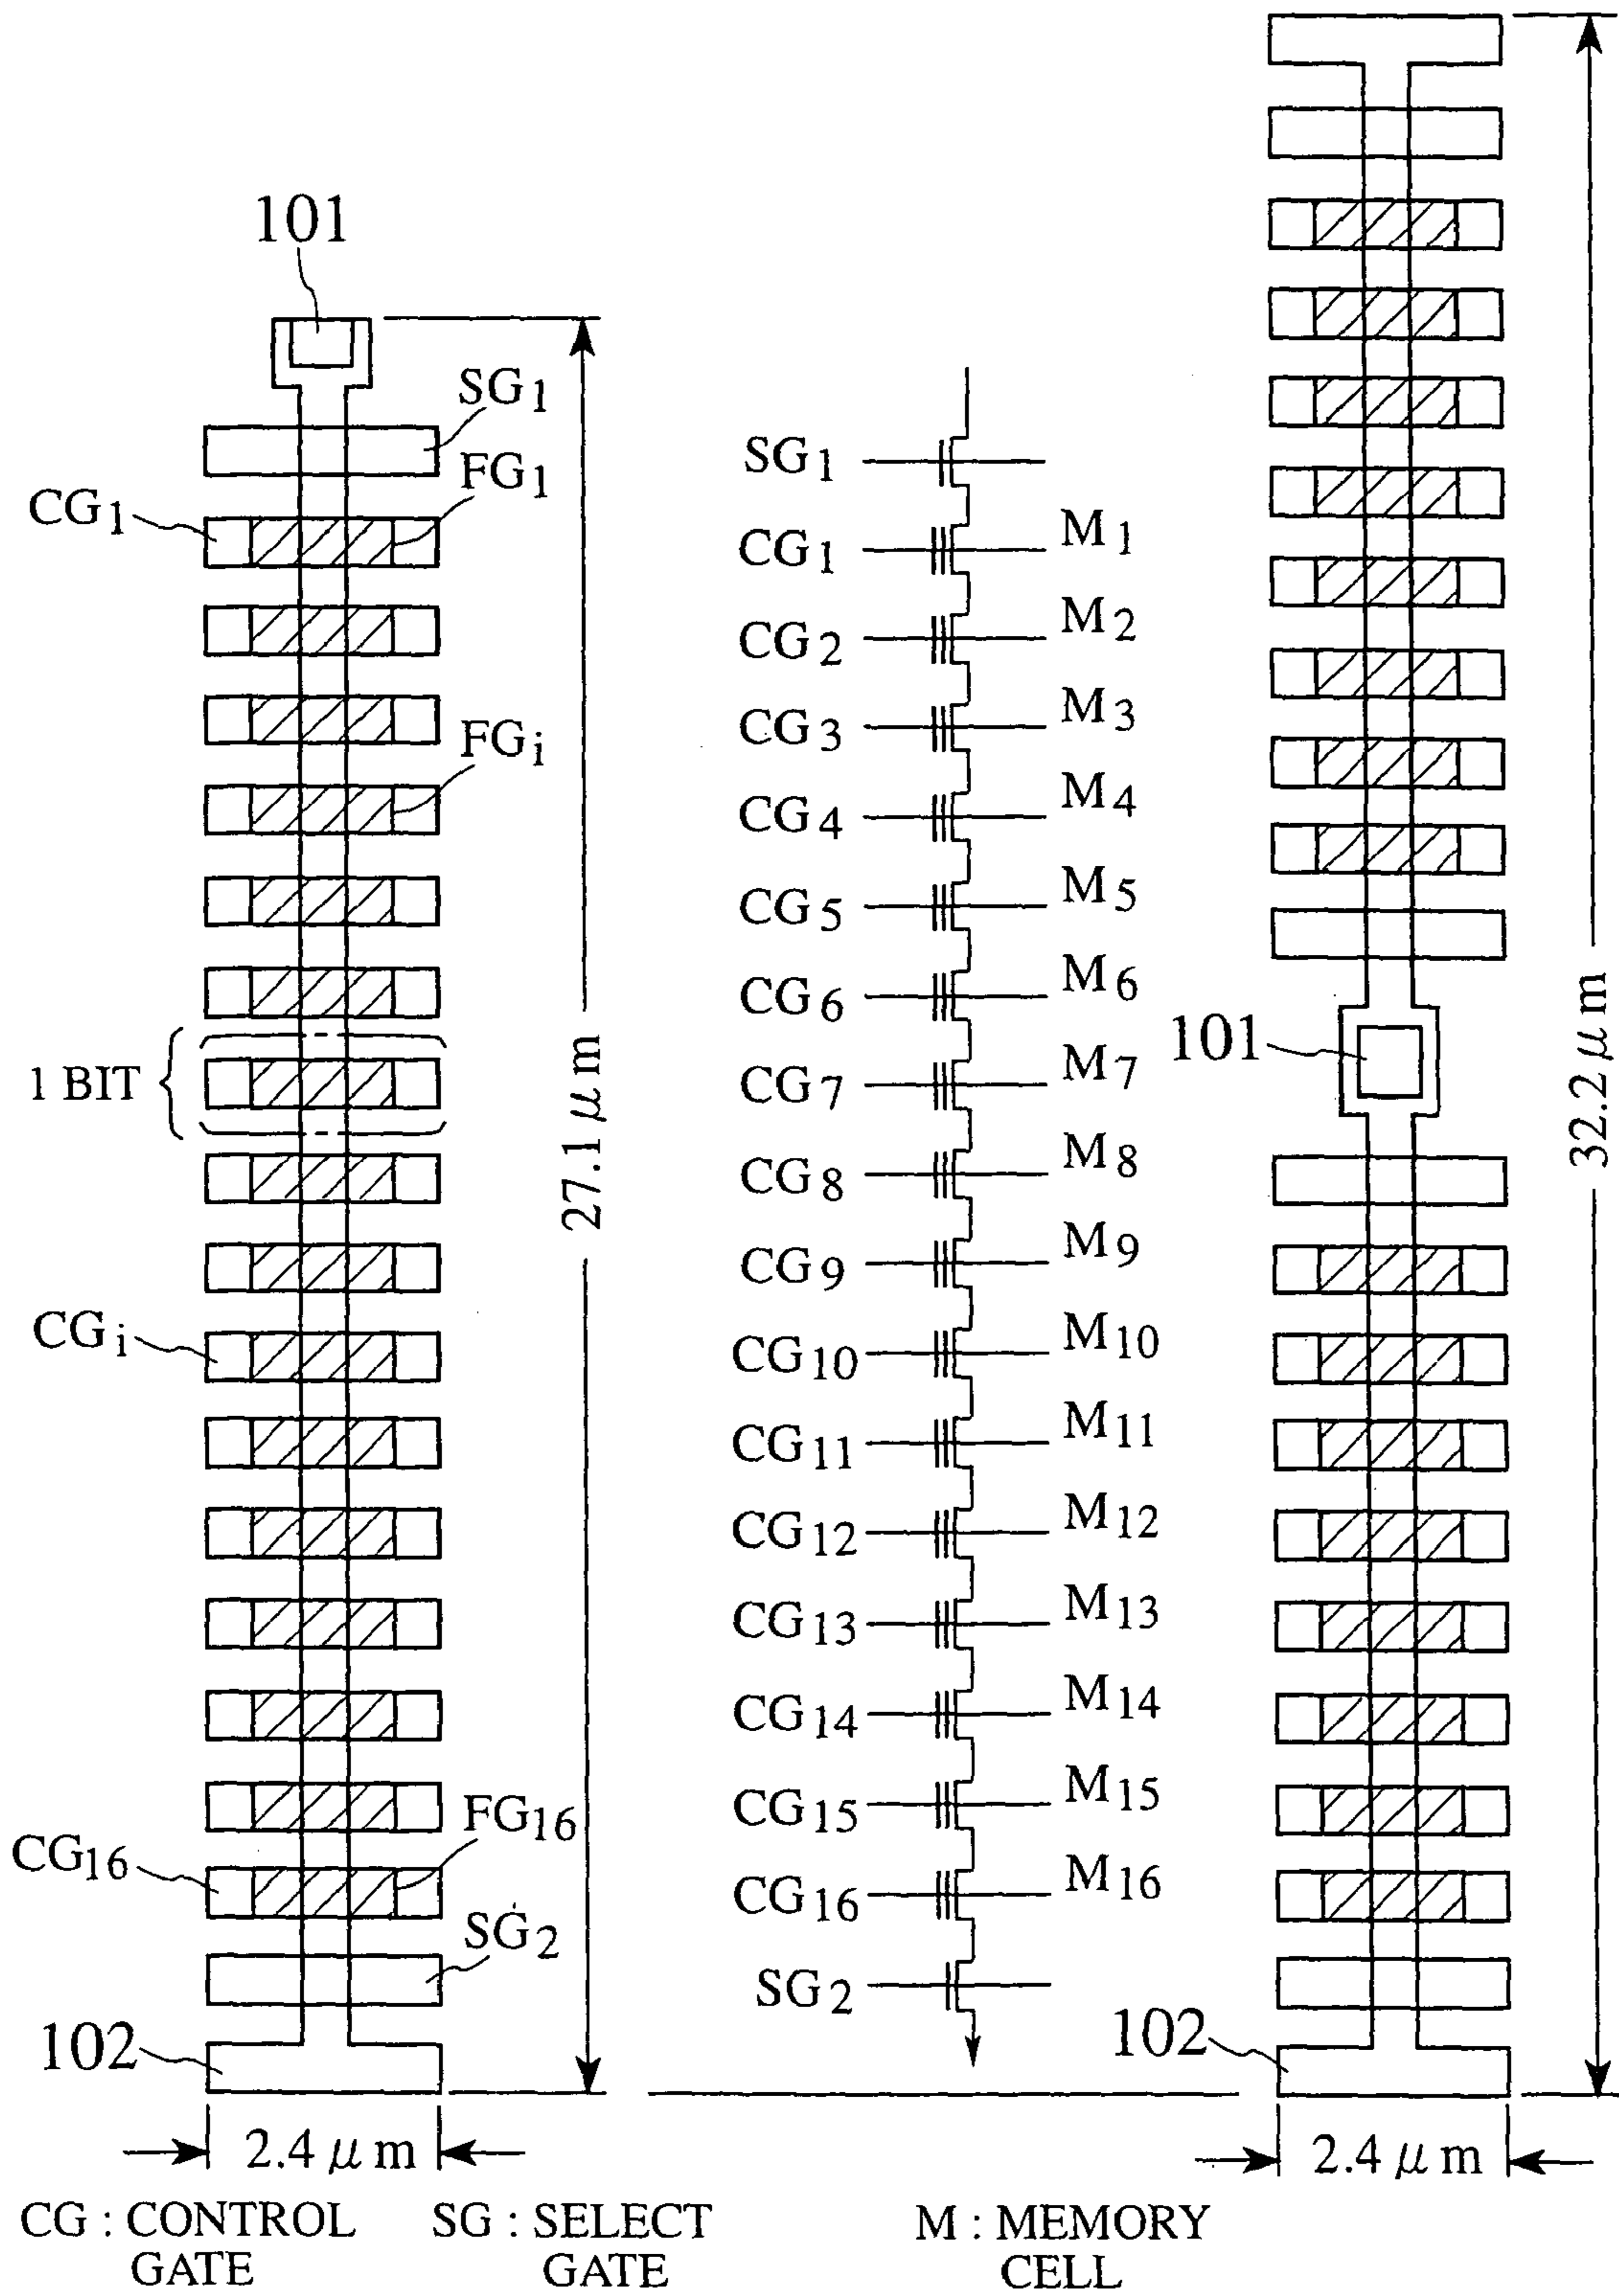 101
SG1
FG1
CG1
FGi
1 BIT
CGi
FG16
CG16
SG2
102
27.1 μm
2.4 μm
SG1
CG1 M1
CG2 M2
CG3 M3
CG4 M4
CG5 M5
CG6 M6
CG7 M7
CG8 M8
CG9 M9
CG10 M10
CG11 M11
CG12 M12
CG13 M13
CG14 M14
CG15 M15
CG16 M16
SG2
101
102
32.2 μm
2.4 μm
CG : CONTROL
GATE
SG : SELECT
GATE
M : MEMORY
CELL